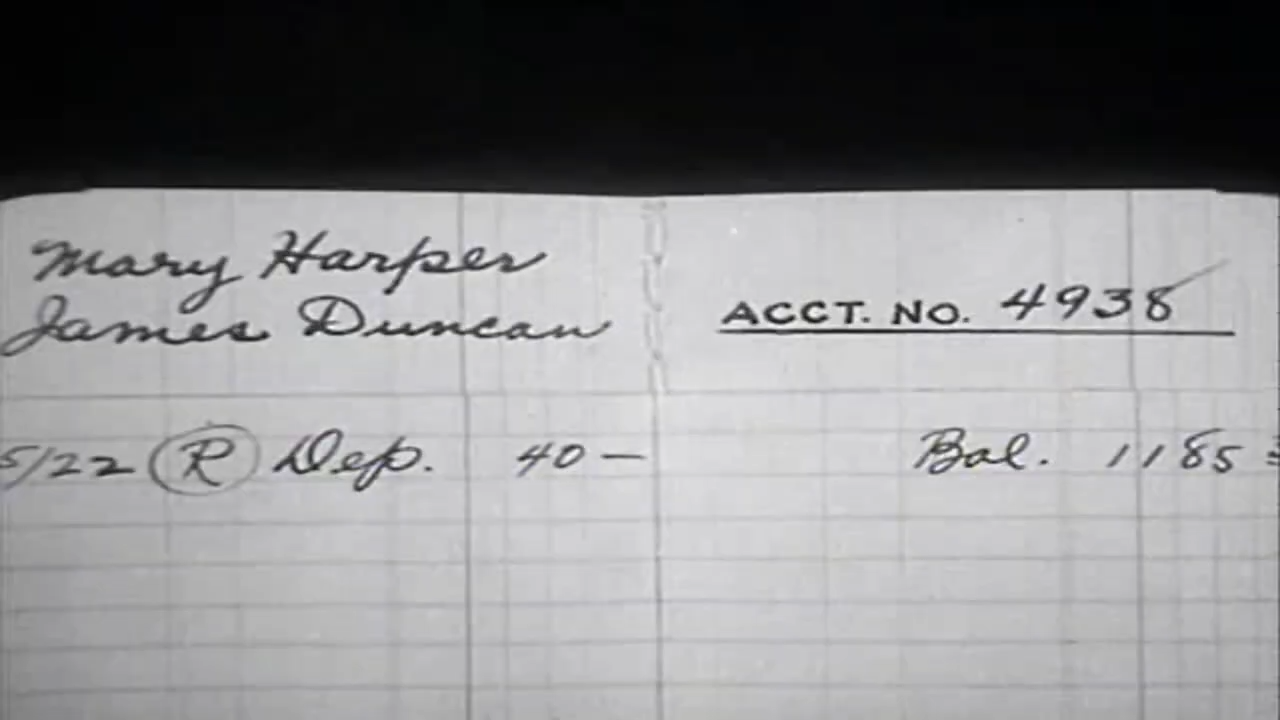 Mary Harper
James Duncan
ACCT. NO. 4938
5/22 R Dep. 40 — Bal. 1185